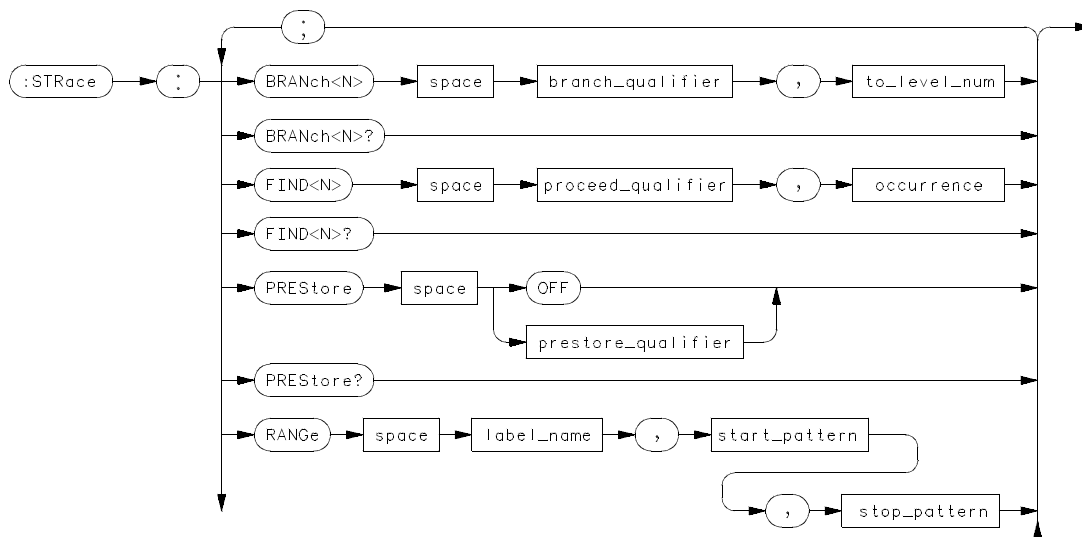 ;
:STRace : BRANch<N> space branch_qualifier , to_level_num
BRANch<N>?
FIND<N> space proceed_qualifier , occurrence
FIND<N>?
PREStore space OFF
prestore_qualifier
PREStore?
RANGe space label_name , start_pattern
, stop_pattern